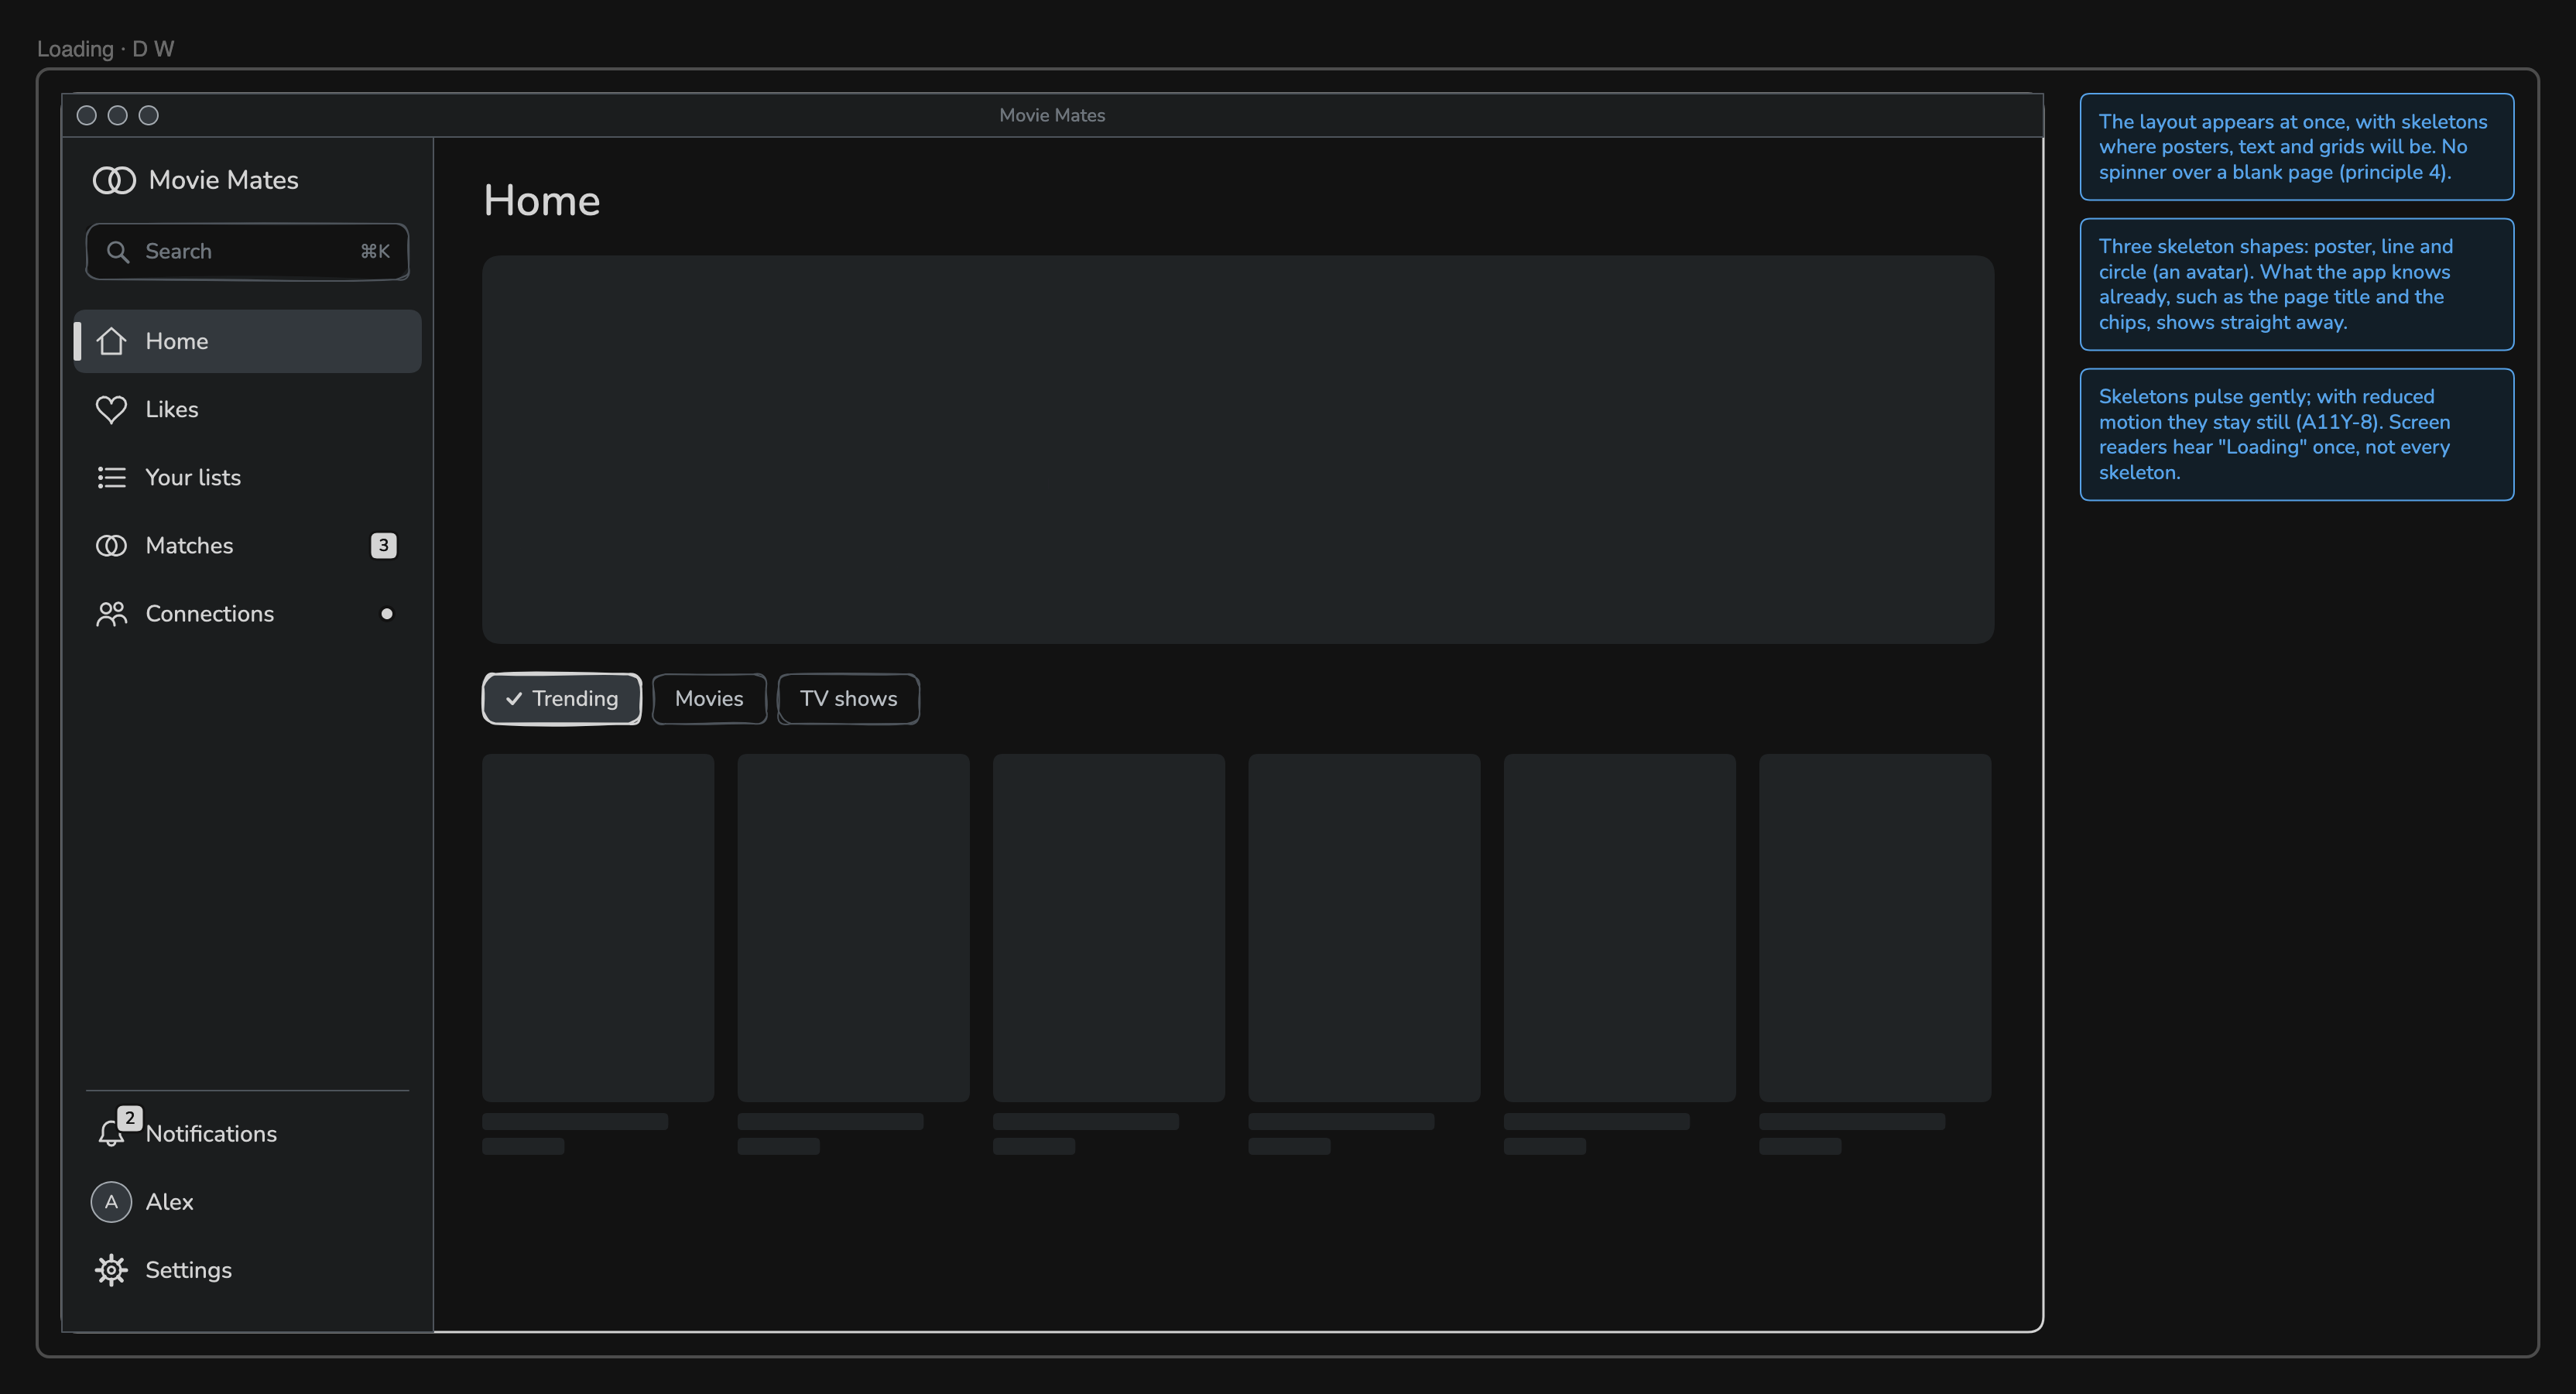 Loading · D W
Movie Mates
Movie Mates
Search ⌘K
Home
Likes
Your lists
Matches 3
Connections
2
Notifications
A Alex
Settings
Home
Trending Movies TV shows
The layout appears at once, with skeletons
where posters, text and grids will be. No
spinner over a blank page (principle 4).
Three skeleton shapes: poster, line and
circle (an avatar). What the app knows
already, such as the page title and the
chips, shows straight away.
Skeletons pulse gently; with reduced
motion they stay still (A11Y-8). Screen
readers hear "Loading" once, not every
skeleton.